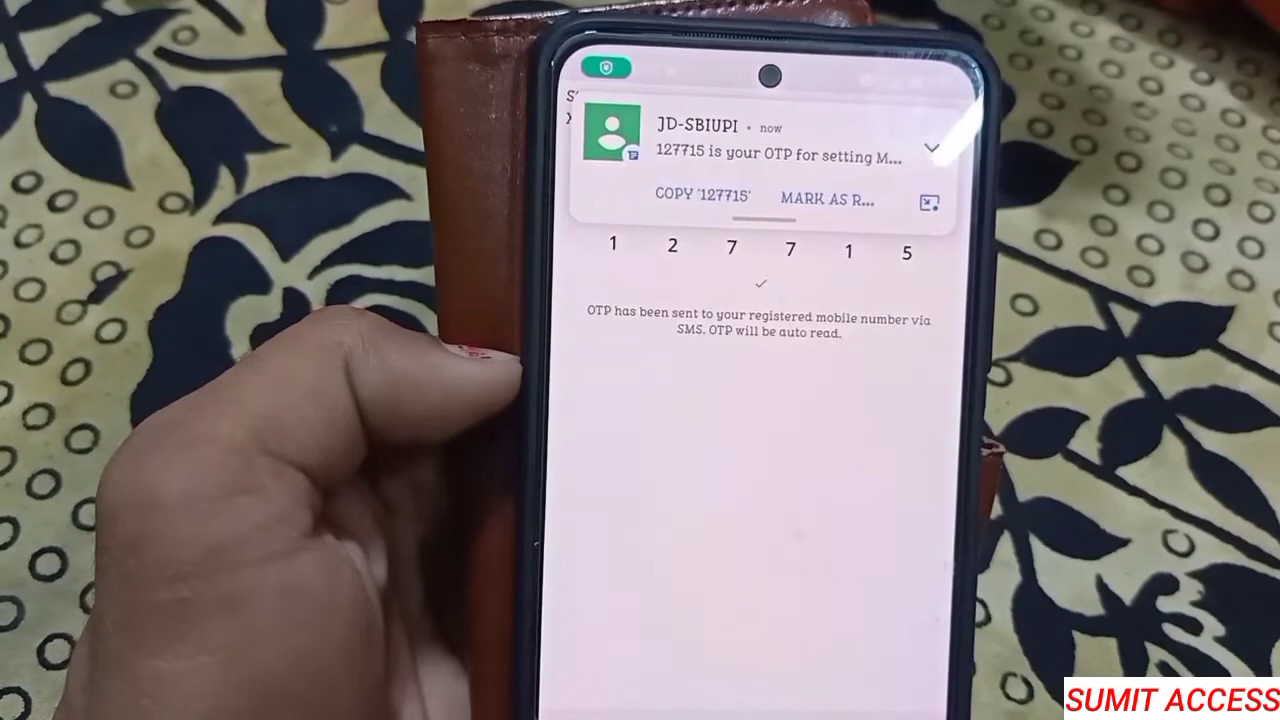 JD-SBIUPI • now
127715 is your OTP for setting M...
COPY '127715' MARK AS R...
1 2 7 7 1 5
OTP has been sent to your registered mobile number via
SMS. OTP will be auto read.
SUMIT ACCESS